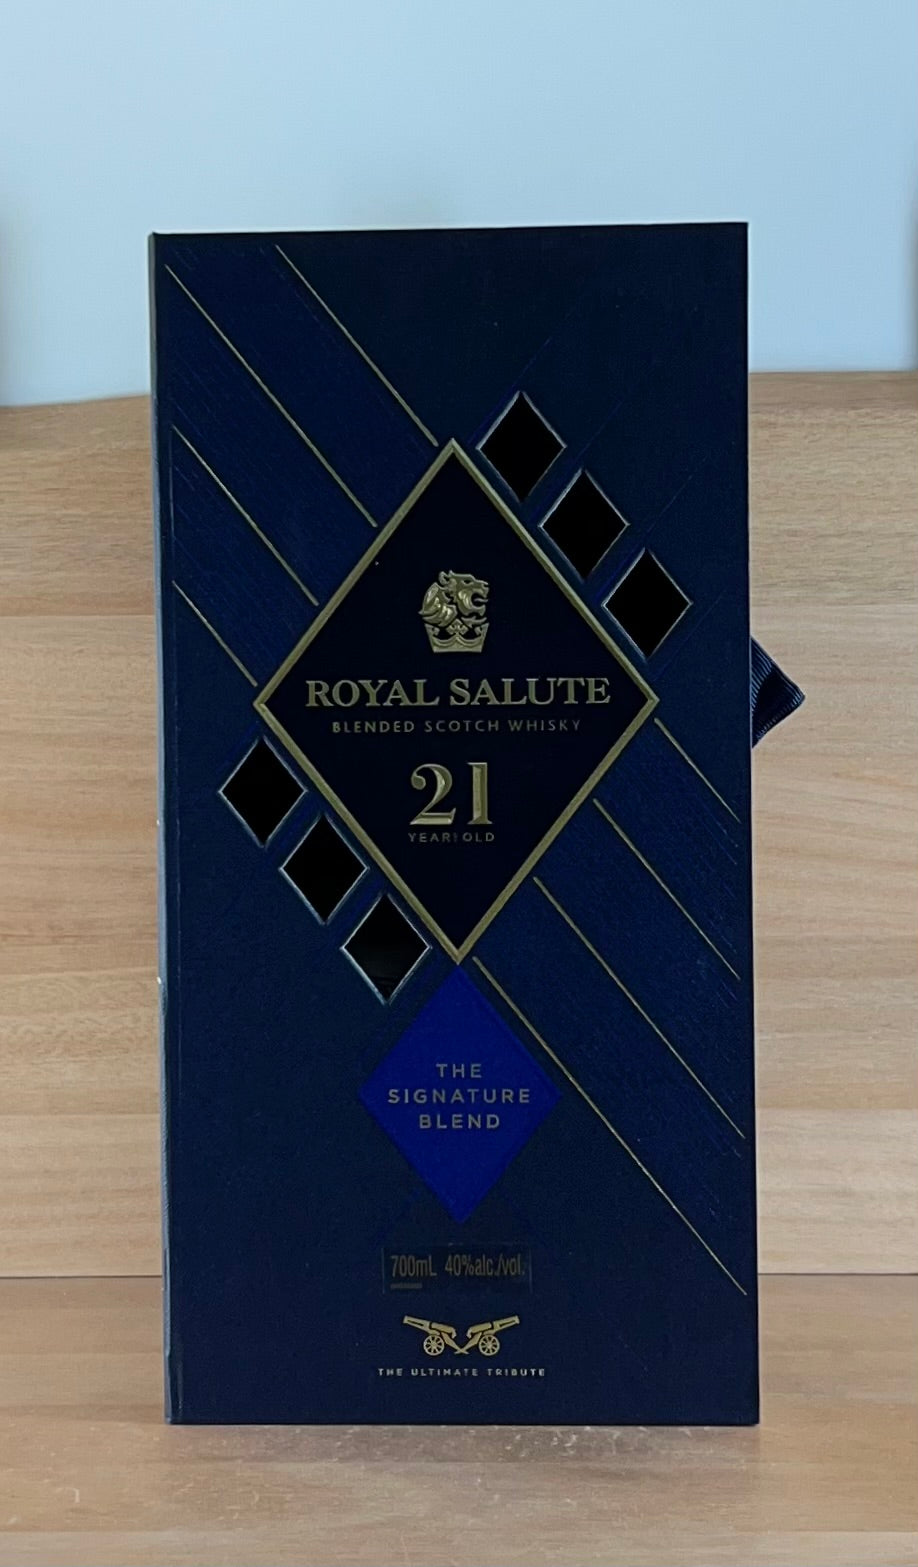 ROYAL SALUTE
BLENDED SCOTCH WHISKY
21
YEAR OLD
THE
SIGNATURE
BLEND
700mL 40%alc./vol.
THE ULTIMATE TRIBUTE